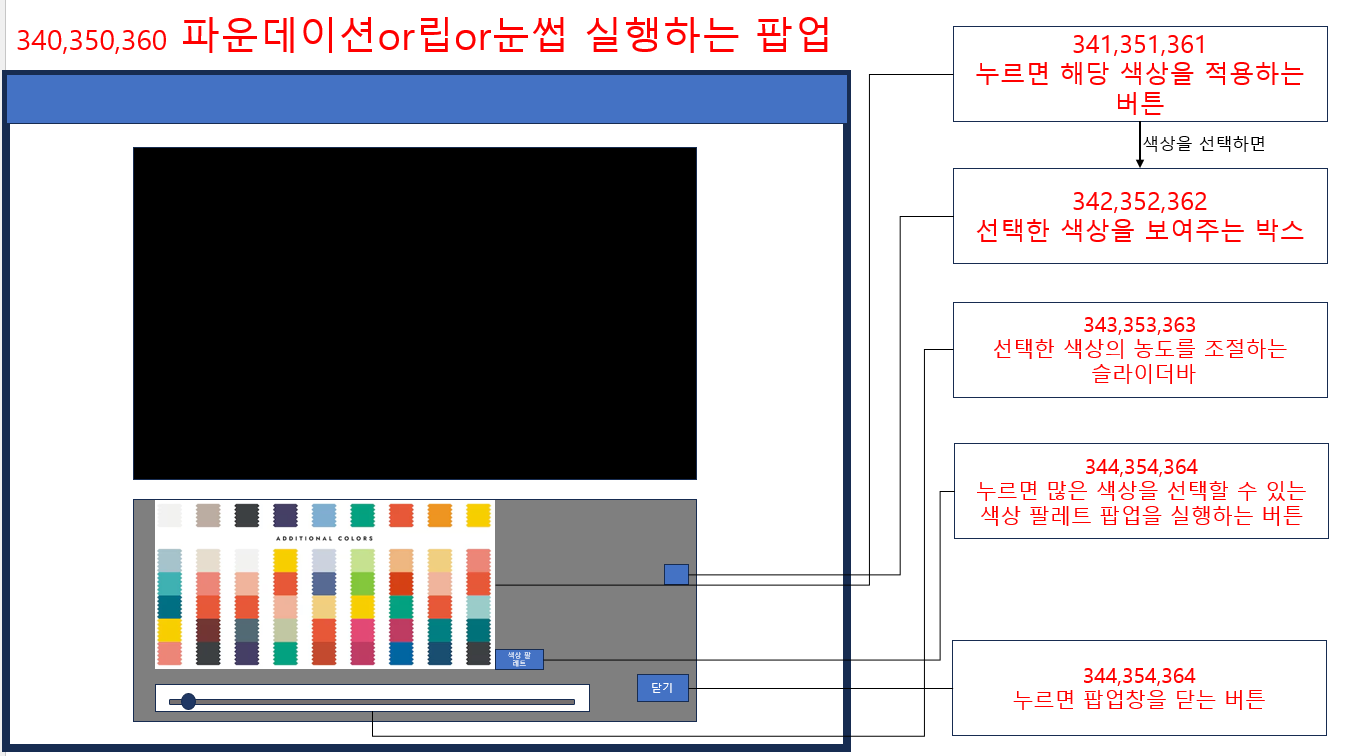 340,350,360 파운데이션or립or눈썹 실행하는 팝업
341,351,361
누르면 해당 색상을 적용하는
버튼
색상을 선택하면
342,352,362
선택한 색상을 보여주는 박스
343,353,363
선택한 색상의 농도를 조절하는
슬라이더바
344,354,364
누르면 많은 색상을 선택할 수 있는
색상 팔레트 팝업을 실행하는 버튼
ADDITIONAL COLORS
색상 팔
레트
닫기
344,354,364
누르면 팝업창을 닫는 버튼